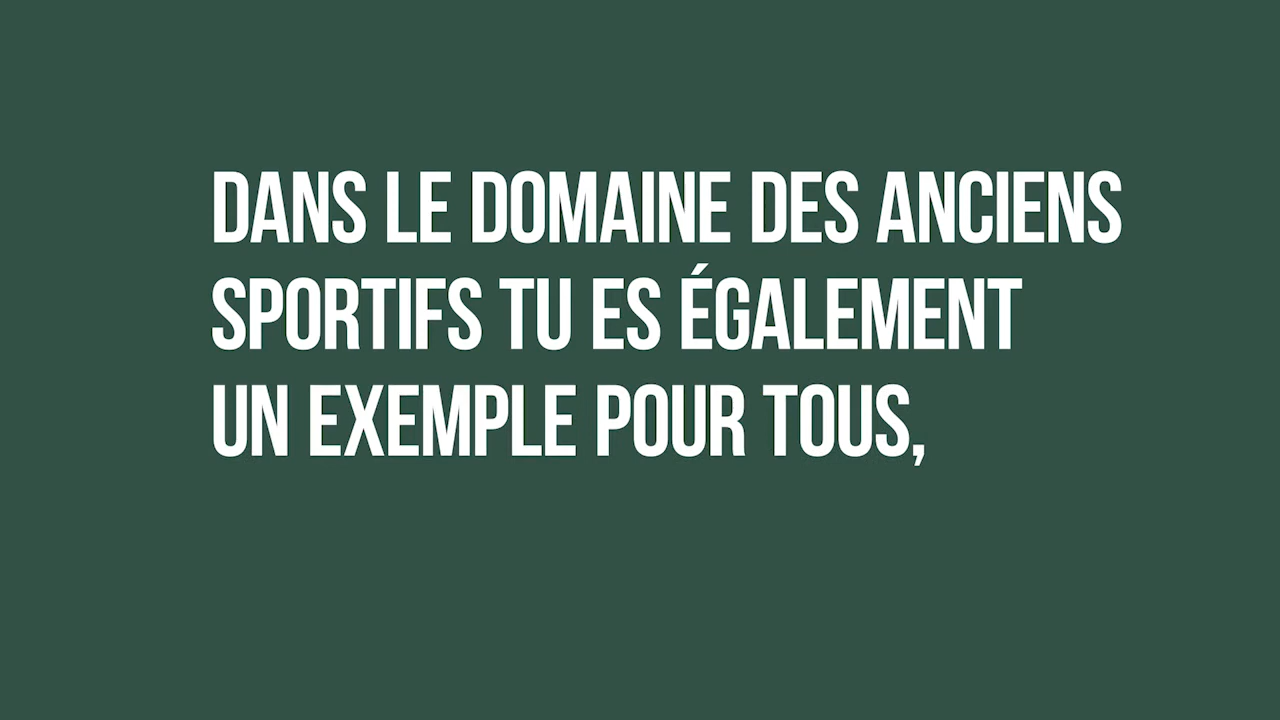 DANS LE DOMAINE DES ANCIENS
SPORTIFS TU ES ÉGALEMENT
UN EXEMPLE POUR TOUS,